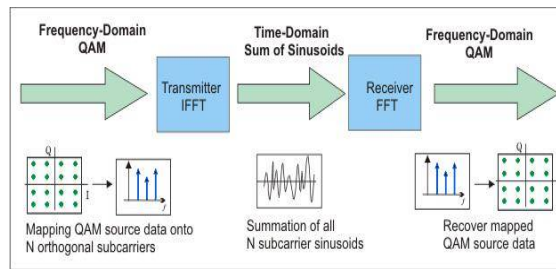 Frequency-Domain
QAM
Time-Domain
Sum of Sinusoids
Frequency-Domain
QAM
Transmitter
IFFT
Receiver
FFT
Q
I
f
Mapping QAM source data onto
N orthogonal subcarriers
Summation of all
N subcarrier sinusoids
f
Q
Recover mapped
QAM source data